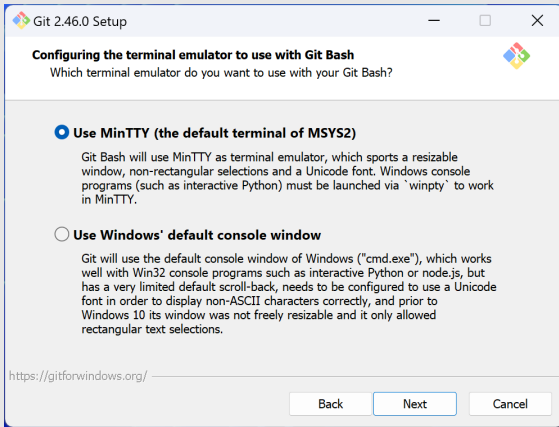 Git 2.46.0 Setup
Configuring the terminal emulator to use with Git Bash
Which terminal emulator do you want to use with your Git Bash?
Use MinTTY (the default terminal of MSYS2)
Git Bash will use MinTTY as terminal emulator, which sports a resizable
window, non-rectangular selections and a Unicode font. Windows console
programs (such as interactive Python) must be launched via `winpty` to work
in MinTTY.
Use Windows' default console window
Git will use the default console window of Windows ("cmd.exe"), which works
well with Win32 console programs such as interactive Python or node.js, but
has a very limited default scroll-back, needs to be configured to use a Unicode
font in order to display non-ASCII characters correctly, and prior to
Windows 10 its window was not freely resizable and it only allowed
rectangular text selections.
https://gitforwindows.org/
Back Next Cancel